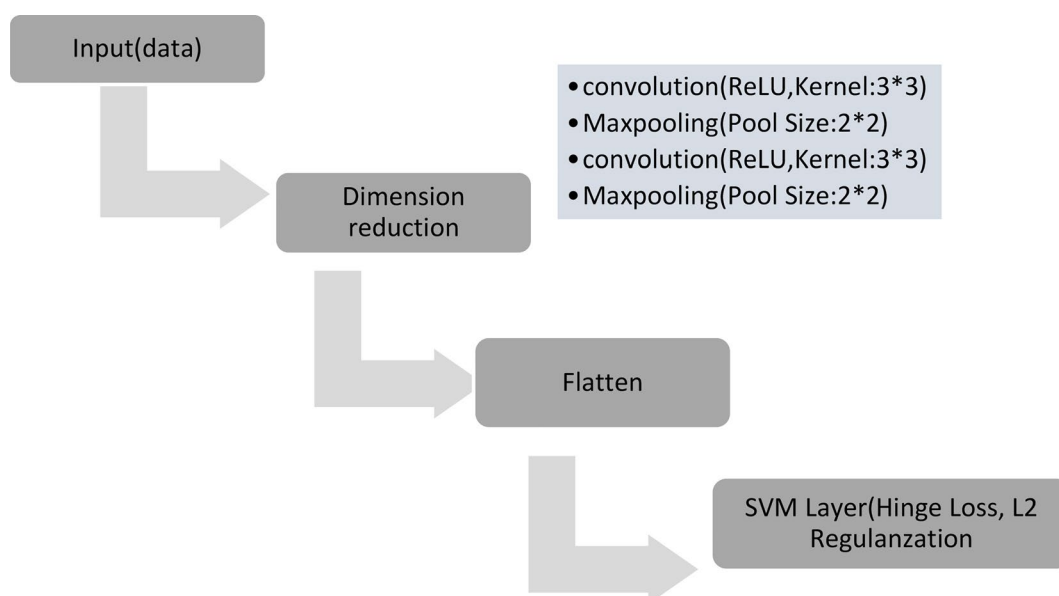 Input(data)
•convolution(ReLU,Kernel:3*3)
•Maxpooling(Pool Size:2*2)
•convolution(ReLU,Kernel:3*3)
•Maxpooling(Pool Size:2*2)
Dimension
reduction
Flatten
SVM Layer(Hinge Loss, L2
Regulanzation